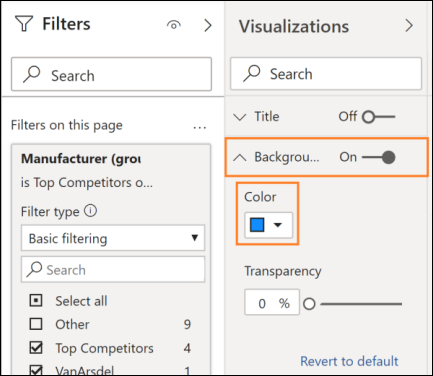 Filters
Search
Filters on this page
...
Manufacturer (grou
is Top Competitors o...
Filter type
Basic filtering
Search
Select all
Other 9
Top Competitors 4
VanArsdel 1
Visualizations
Search
Title Off
Backgrou... On
Color
Transparency
0 %
Revert to default